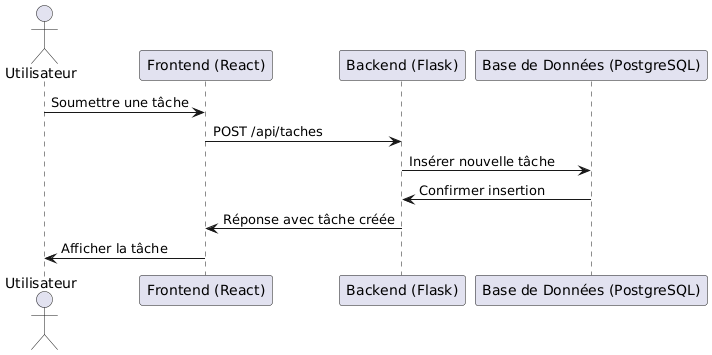 Utilisateur
Frontend (React)
Backend (Flask)
Base de Données (PostgreSQL)
Soumettre une tâche
POST /api/taches
Insérer nouvelle tâche
Confirmer insertion
Réponse avec tâche créée
Afficher la tâche
Utilisateur
Frontend (React)
Backend (Flask)
Base de Données (PostgreSQL)